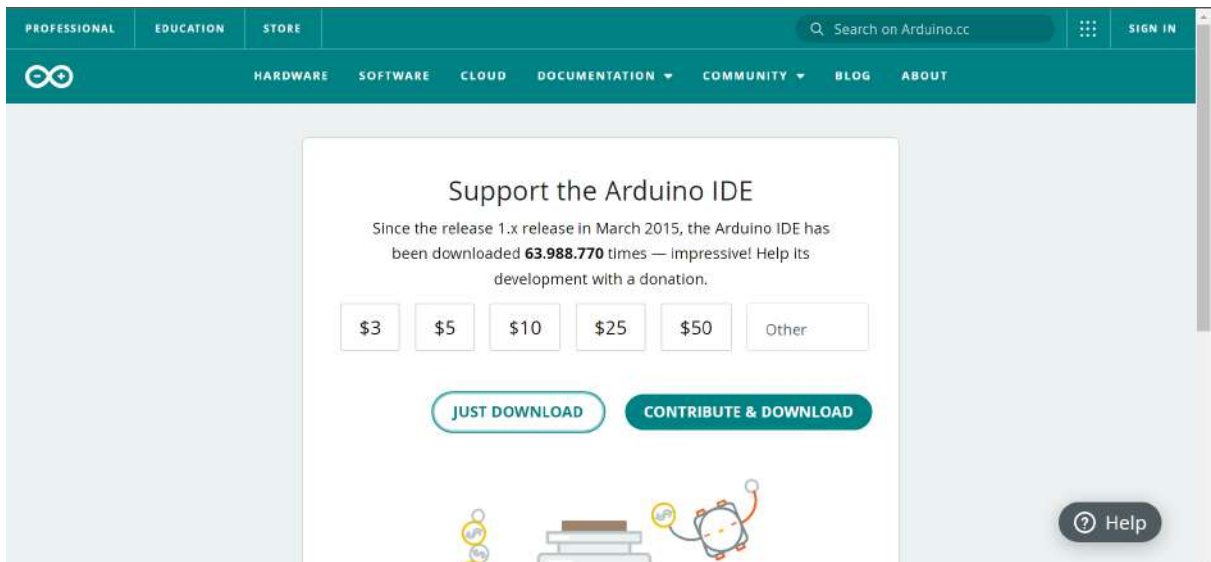 PROFESSIONAL EDUCATION STORE Search on Arduino.cc SIGN IN
HARDWARE SOFTWARE CLOUD DOCUMENTATION COMMUNITY BLOG ABOUT
Support the Arduino IDE
Since the release 1.x release in March 2015, the Arduino IDE has
been downloaded 63.988.770 times — impressive! Help its
development with a donation.
$3 $5 $10 $25 $50 Other
JUST DOWNLOAD CONTRIBUTE & DOWNLOAD
? Help